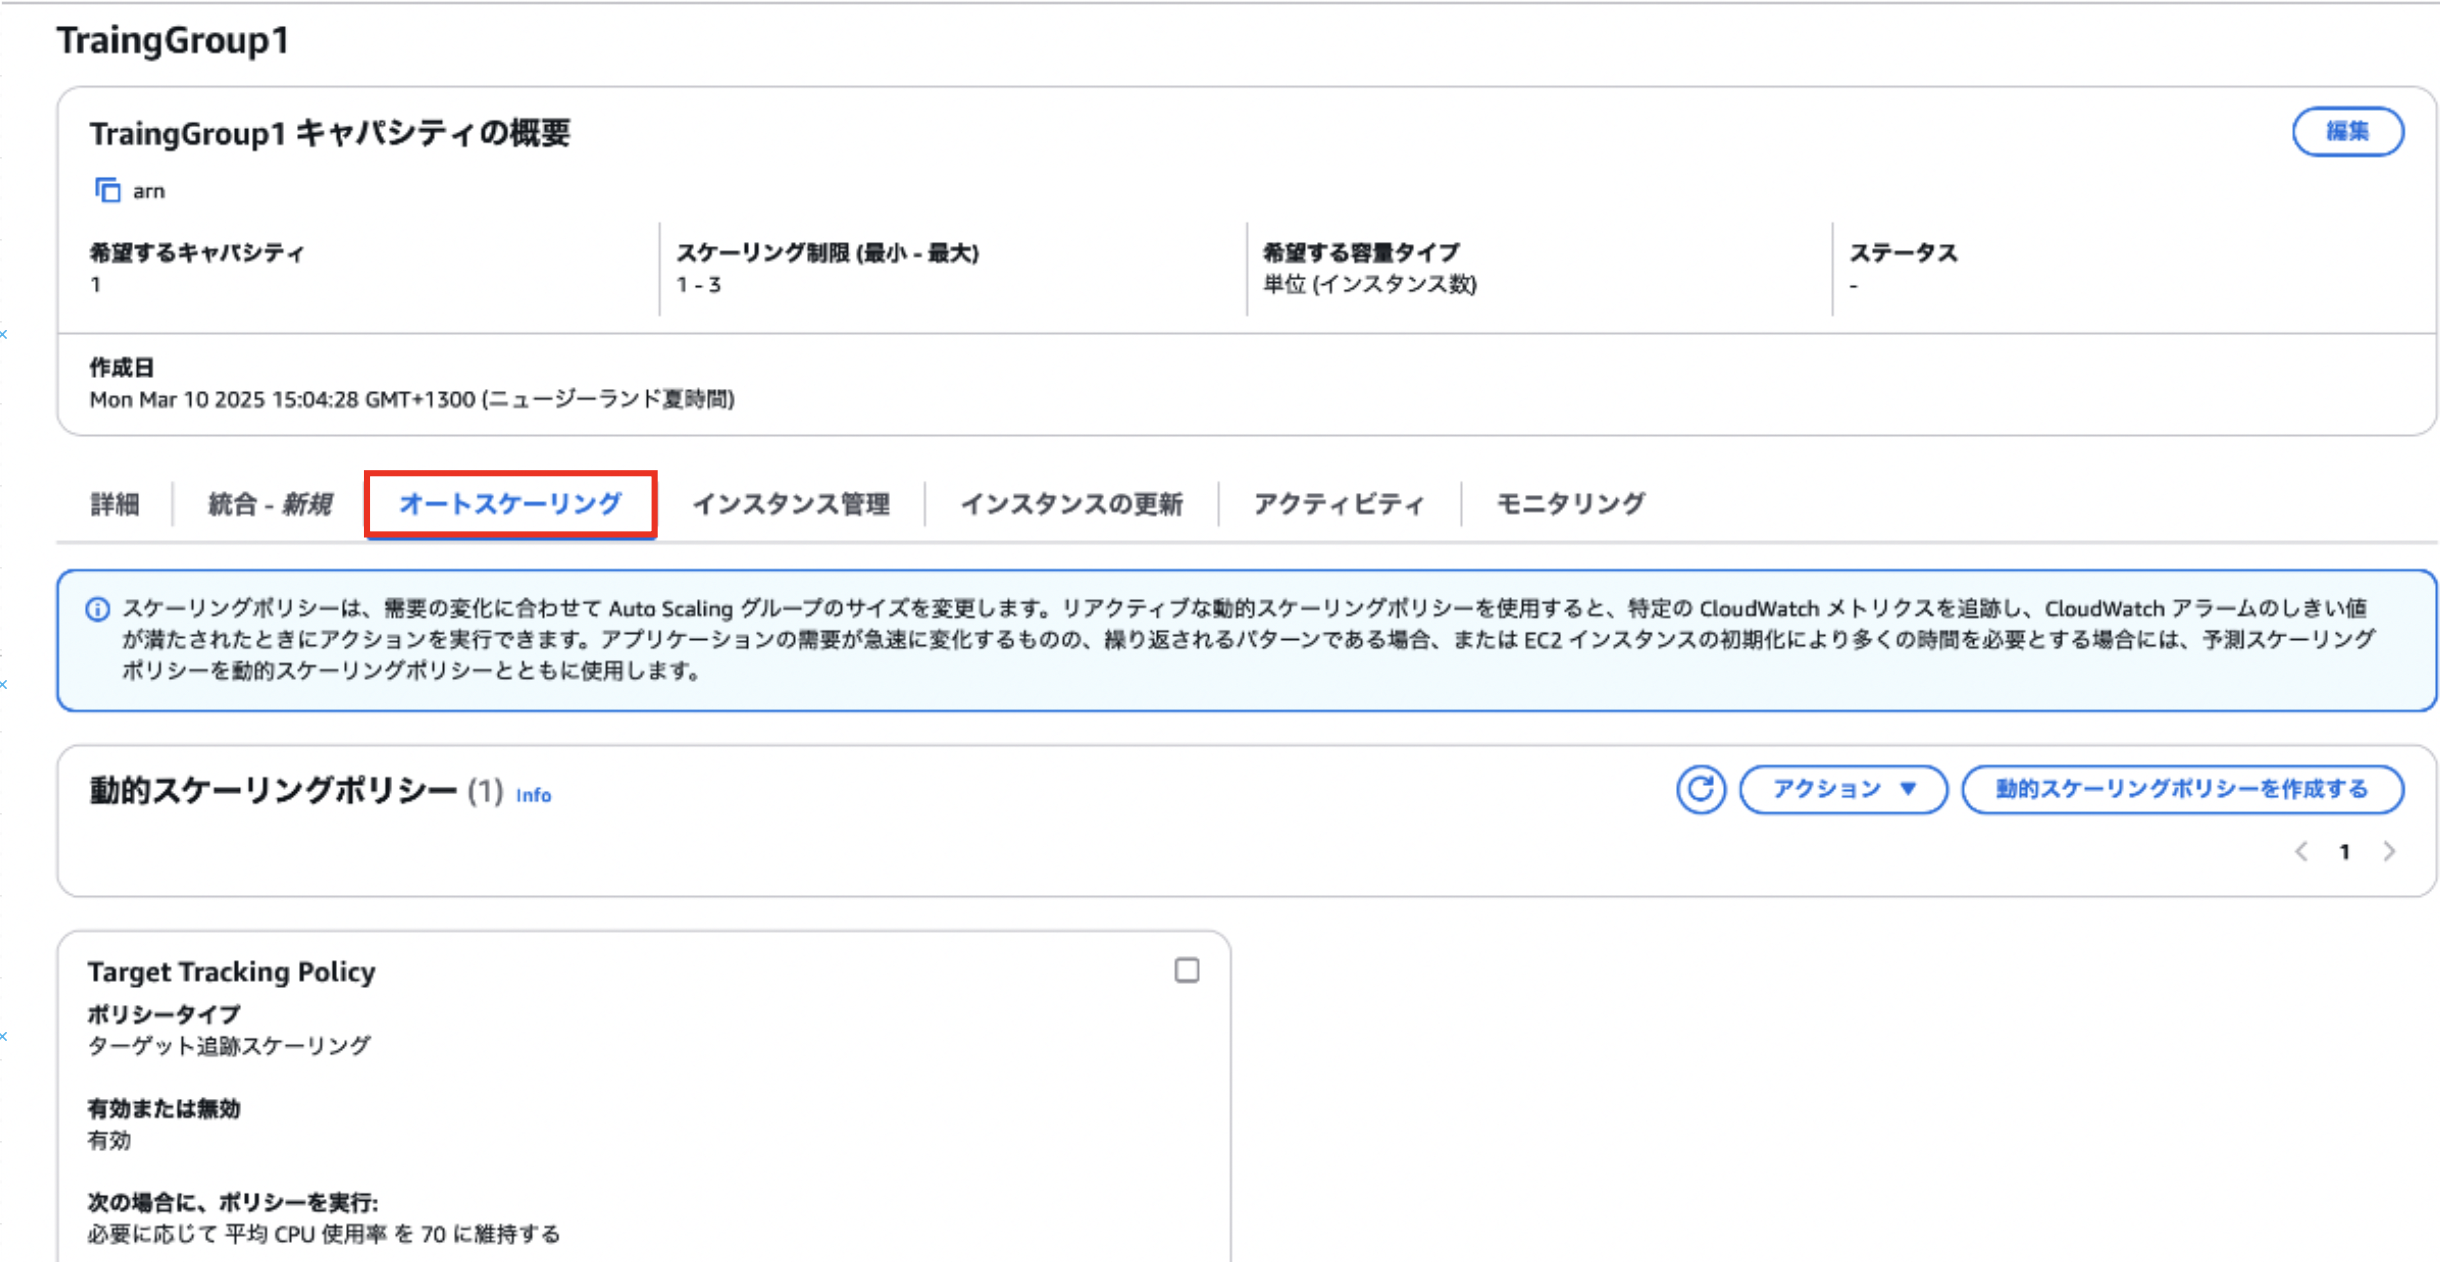 TraingGroup1
TraingGroup1 キャパシティの概要
編集
arn
希望するキャパシティ
1
スケーリング制限 (最小 - 最大)
1 - 3
希望する容量タイプ
単位 (インスタンス数)
ステータス
-
作成日
Mon Mar 10 2025 15:04:28 GMT+1300 (ニュージーランド夏時間)
詳細
統合 - 新規
オートスケーリング
インスタンス管理
インスタンスの更新
アクティビティ
モニタリング
スケーリングポリシーは、需要の変化に合わせて Auto Scaling グループのサイズを変更します。リアクティブな動的スケーリングポリシーを使用すると、特定の CloudWatch メトリクスを追跡し、CloudWatch アラームのしきい値
が満たされたときにアクションを実行できます。アプリケーションの需要が急速に変化するものの、繰り返されるパターンである場合、または EC2 インスタンスの初期化により多くの時間を必要とする場合には、予測スケーリング
ポリシーを動的スケーリングポリシーとともに使用します。
動的スケーリングポリシー (1) Info
アクション
動的スケーリングポリシーを作成する
1
Target Tracking Policy
ポリシータイプ
ターゲット追跡スケーリング
有効または無効
有効
次の場合に、ポリシーを実行:
必要に応じて 平均 CPU 使用率 を 70 に維持する